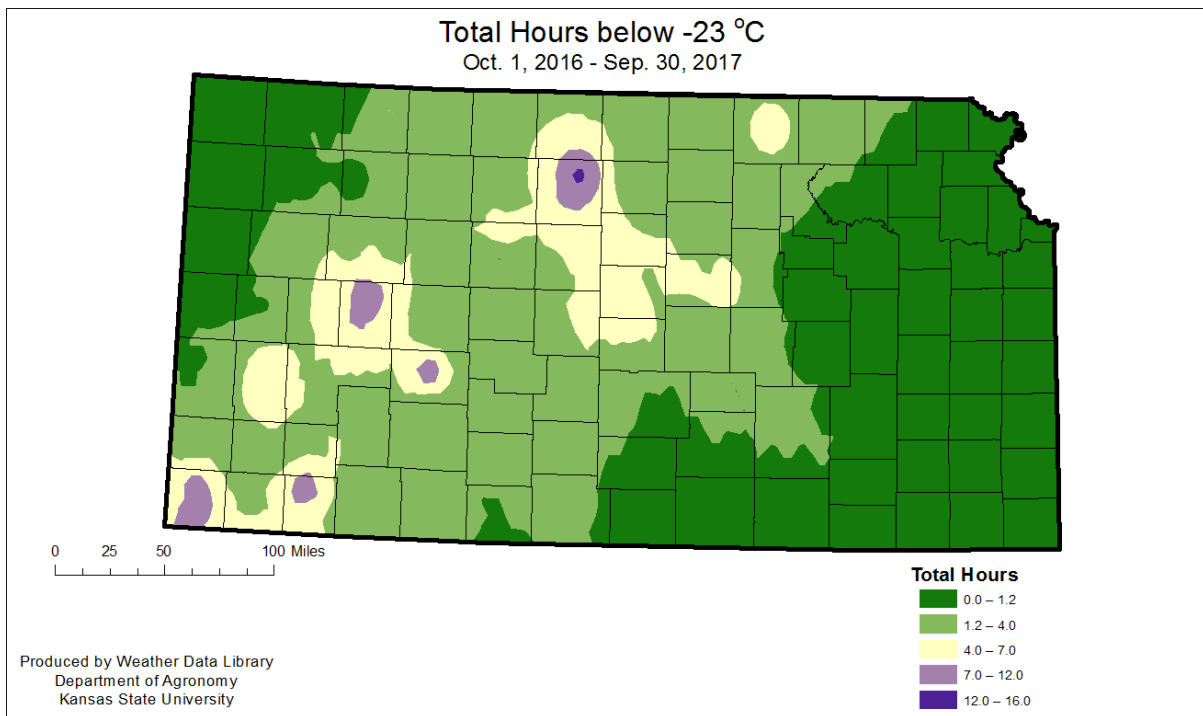 Total Hours below -23 °C
Oct. 1, 2016 - Sep. 30, 2017
0 25 50 100 Miles
Total Hours
0.0 – 1.2
1.2 – 4.0
4.0 – 7.0
7.0 – 12.0
12.0 – 16.0
Produced by Weather Data Library
Department of Agronomy
Kansas State University